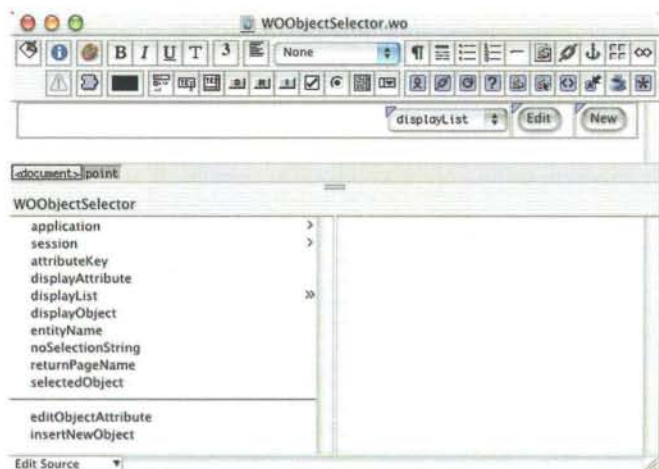 WOObjectSelector.wo
B I U T 3 None
displayList Edit New
<document> point
WOObjectSelector
application >
session >
attributeKey
displayAttribute
displayList »
displayObject
entityName
noSelectionString
returnPageName
selectedObject
editObjectAttribute
insertNewObject
Edit Source